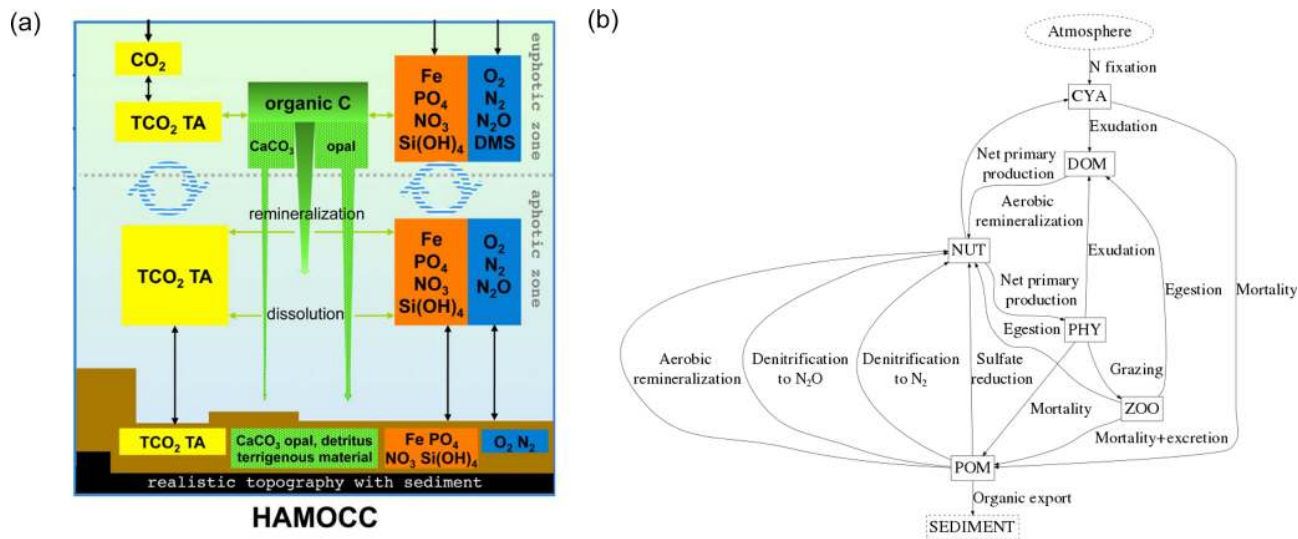 (a)
CO₂
TCO₂ TA
organic C
CaCO₃
opal
Fe
PO₄
NO₃
Si(OH)₄
O₂
N₂
N₂O
DMS
euphotic zone
aphotic zone
remineralization
TCO₂ TA
Fe
PO₄
NO₃
Si(OH)₄
O₂
N₂
N₂O
dissolution
TCO₂ TA
CaCO₃ opal, detritus
terrigenous material
Fe PO₄
NO₃ Si(OH)₄
O₂ N₂
realistic topography with sediment
HAMOCC
(b)
Atmosphere
N fixation
CYA
Exudation
Net primary
production
DOM
Aerobic
remineralization
NUT
Exudation
Net primary
production
Egestion
Mortality
Egestion
PHY
Aerobic
remineralization
Denitrification
to N₂O
Denitrification
to N₂
Sulfate
reduction
Grazing
Mortality
ZOO
Mortality+excretion
POM
Organic export
SEDIMENT